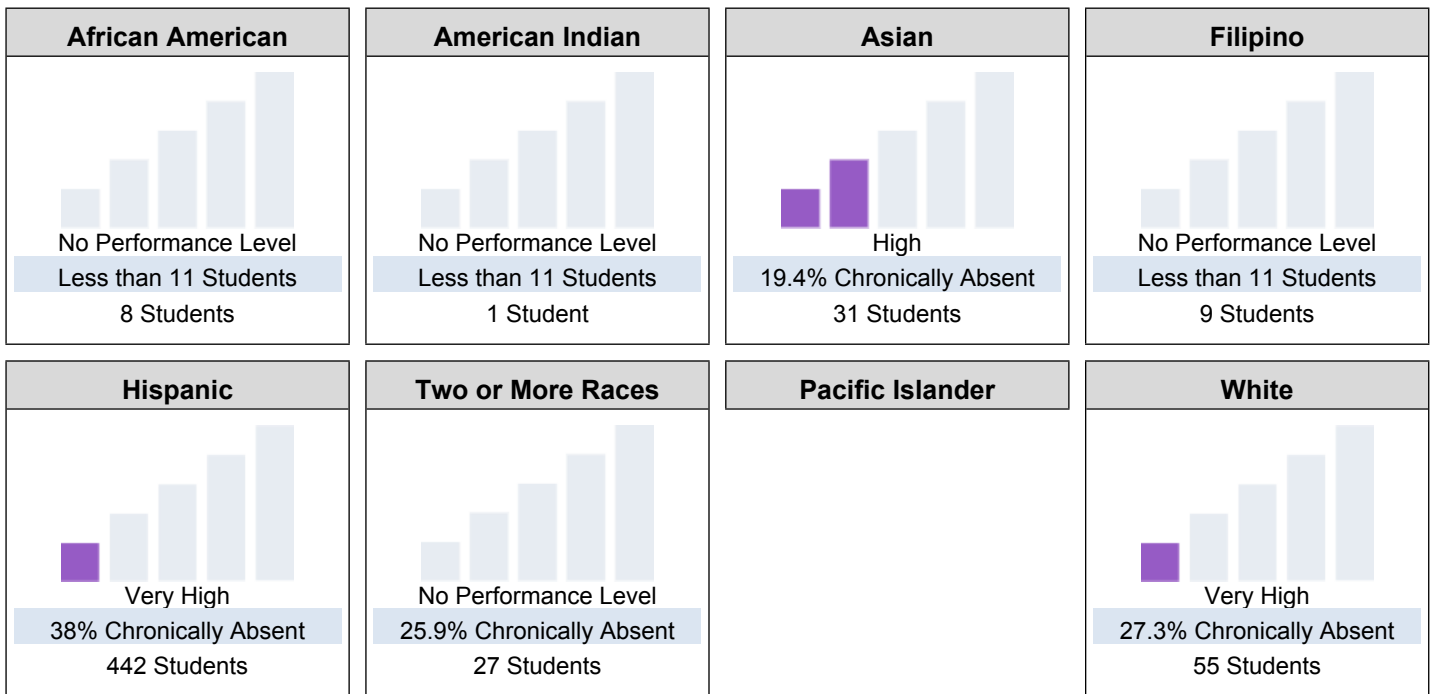 African American
No Performance Level
Less than 11 Students
8 Students
American Indian
No Performance Level
Less than 11 Students
1 Student
Asian
High
19.4% Chronically Absent
31 Students
Filipino
No Performance Level
Less than 11 Students
9 Students
Hispanic
Very High
38% Chronically Absent
442 Students
Two or More Races
No Performance Level
25.9% Chronically Absent
27 Students
Pacific Islander
White
Very High
27.3% Chronically Absent
55 Students